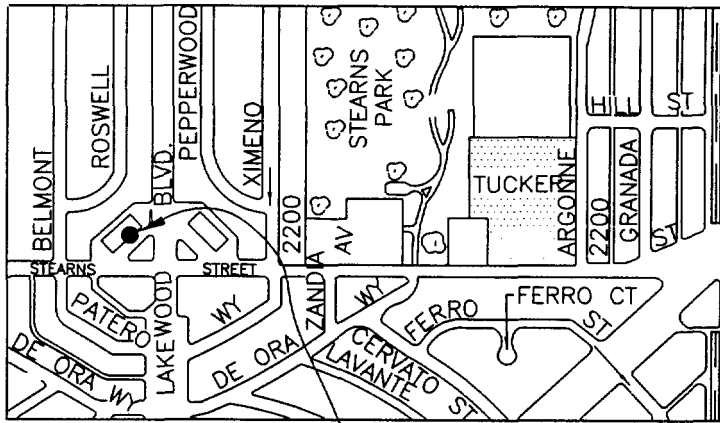 BELMONT
ROSWELL
BLVD.
PEPPERWOOD
XIMENO
2200
STEARNS
PARK
HILL ST
TUCKER
ARGONNE
2200
GRANADA
ST
ZANDIA
AV
STEARNS STREET
PATERO
WY
LAKEWOOD
DE ORA WY
DE ORA WY
FERRO ST
FERRO CT
CERVATO ST
LAVANTE